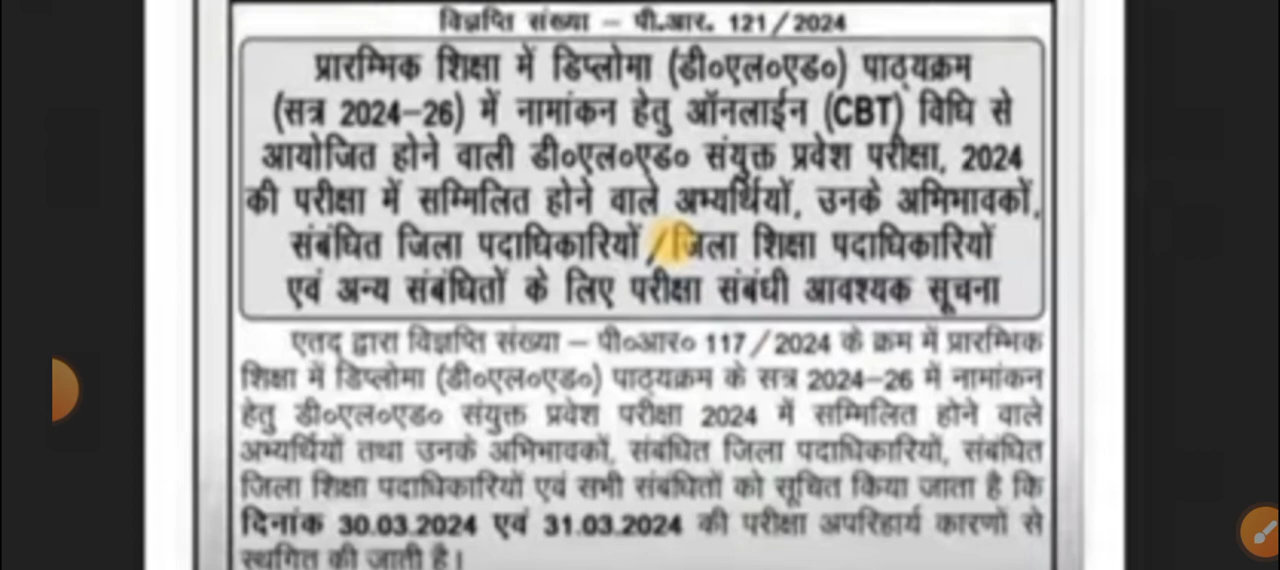 विज्ञप्ति संख्या – पी.आर. 121/2024
प्रारम्भिक शिक्षा में डिप्लोमा (डी०एल०एड०) पाठ्यक्रम
(सत्र 2024–26) में नामांकन हेतु ऑनलाईन (CBT) विधि से
आयोजित होने वाली डी०एल०एड० संयुक्त प्रवेश परीक्षा, 2024
की परीक्षा में सम्मिलित होने वाले अभ्यर्थियों, उनके अभिभावकों,
संबंधित जिला पदाधिकारियों/जिला शिक्षा पदाधिकारियों
एवं अन्य संबंधितों के लिए परीक्षा संबंधी आवश्यक सूचना
एतद् द्वारा विज्ञप्ति संख्या – पी०आर० 117/2024 के क्रम में प्रारम्भिक
शिक्षा में डिप्लोमा (डी०एल०एड०) पाठ्यक्रम के सत्र 2024–26 में नामांकन
हेतु डी०एल०एड० संयुक्त प्रवेश परीक्षा 2024 में सम्मिलित होने वाले
अभ्यर्थियों तथा उनके अभिभावकों, संबंधित जिला पदाधिकारियों, संबंधित
जिला शिक्षा पदाधिकारियों एवं सभी संबंधितों को सूचित किया जाता है कि
दिनांक 30.03.2024 एवं 31.03.2024 की परीक्षा अपरिहार्य कारणों से
स्थगित की जाती है।